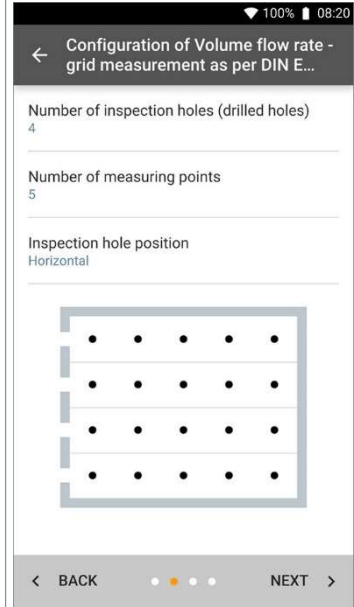 100% 08:20
Configuration of Volume flow rate -
grid measurement as per DIN E...
Number of inspection holes (drilled holes)
4
Number of measuring points
5
Inspection hole position
Horizontal
BACK NEXT